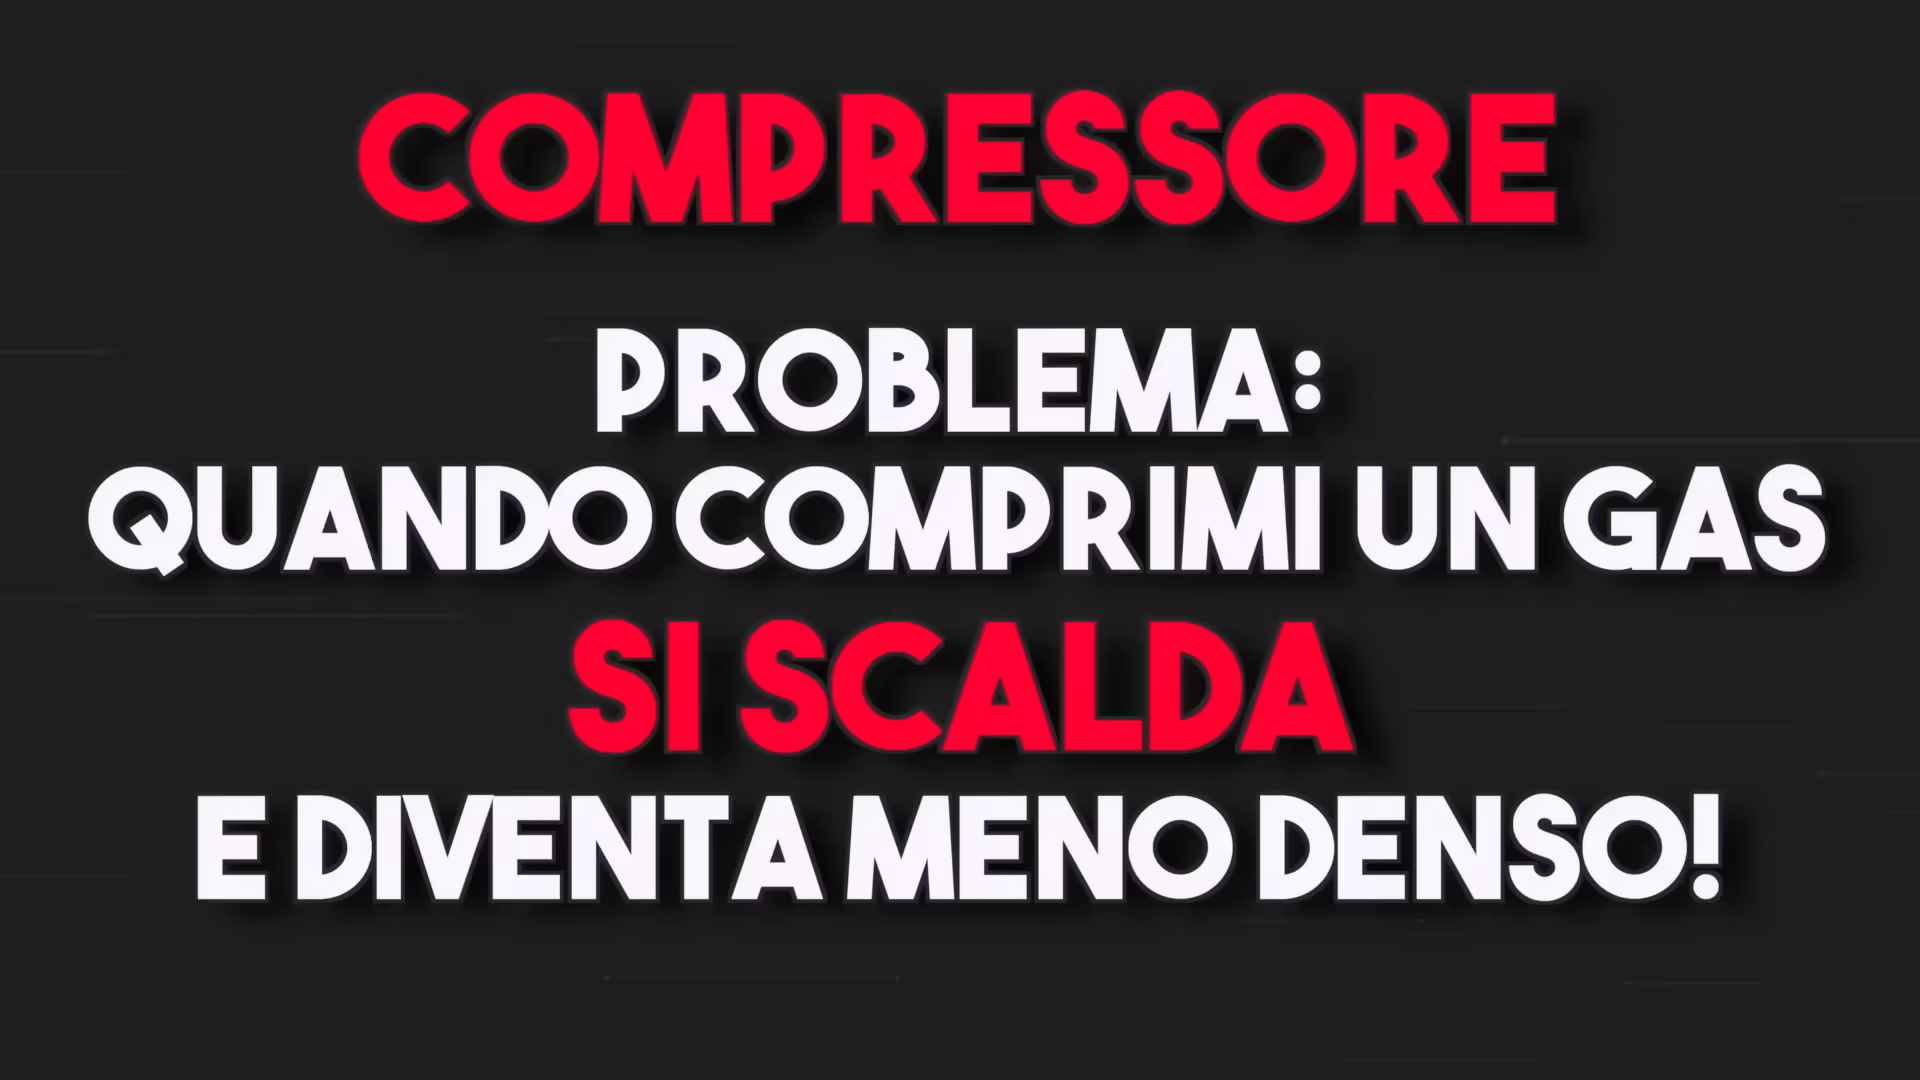 COMPRESSORE
PROBLEMA:
QUANDO COMPRIMI UN GAS
SI SCALDA
E DIVENTA MENO DENSO!